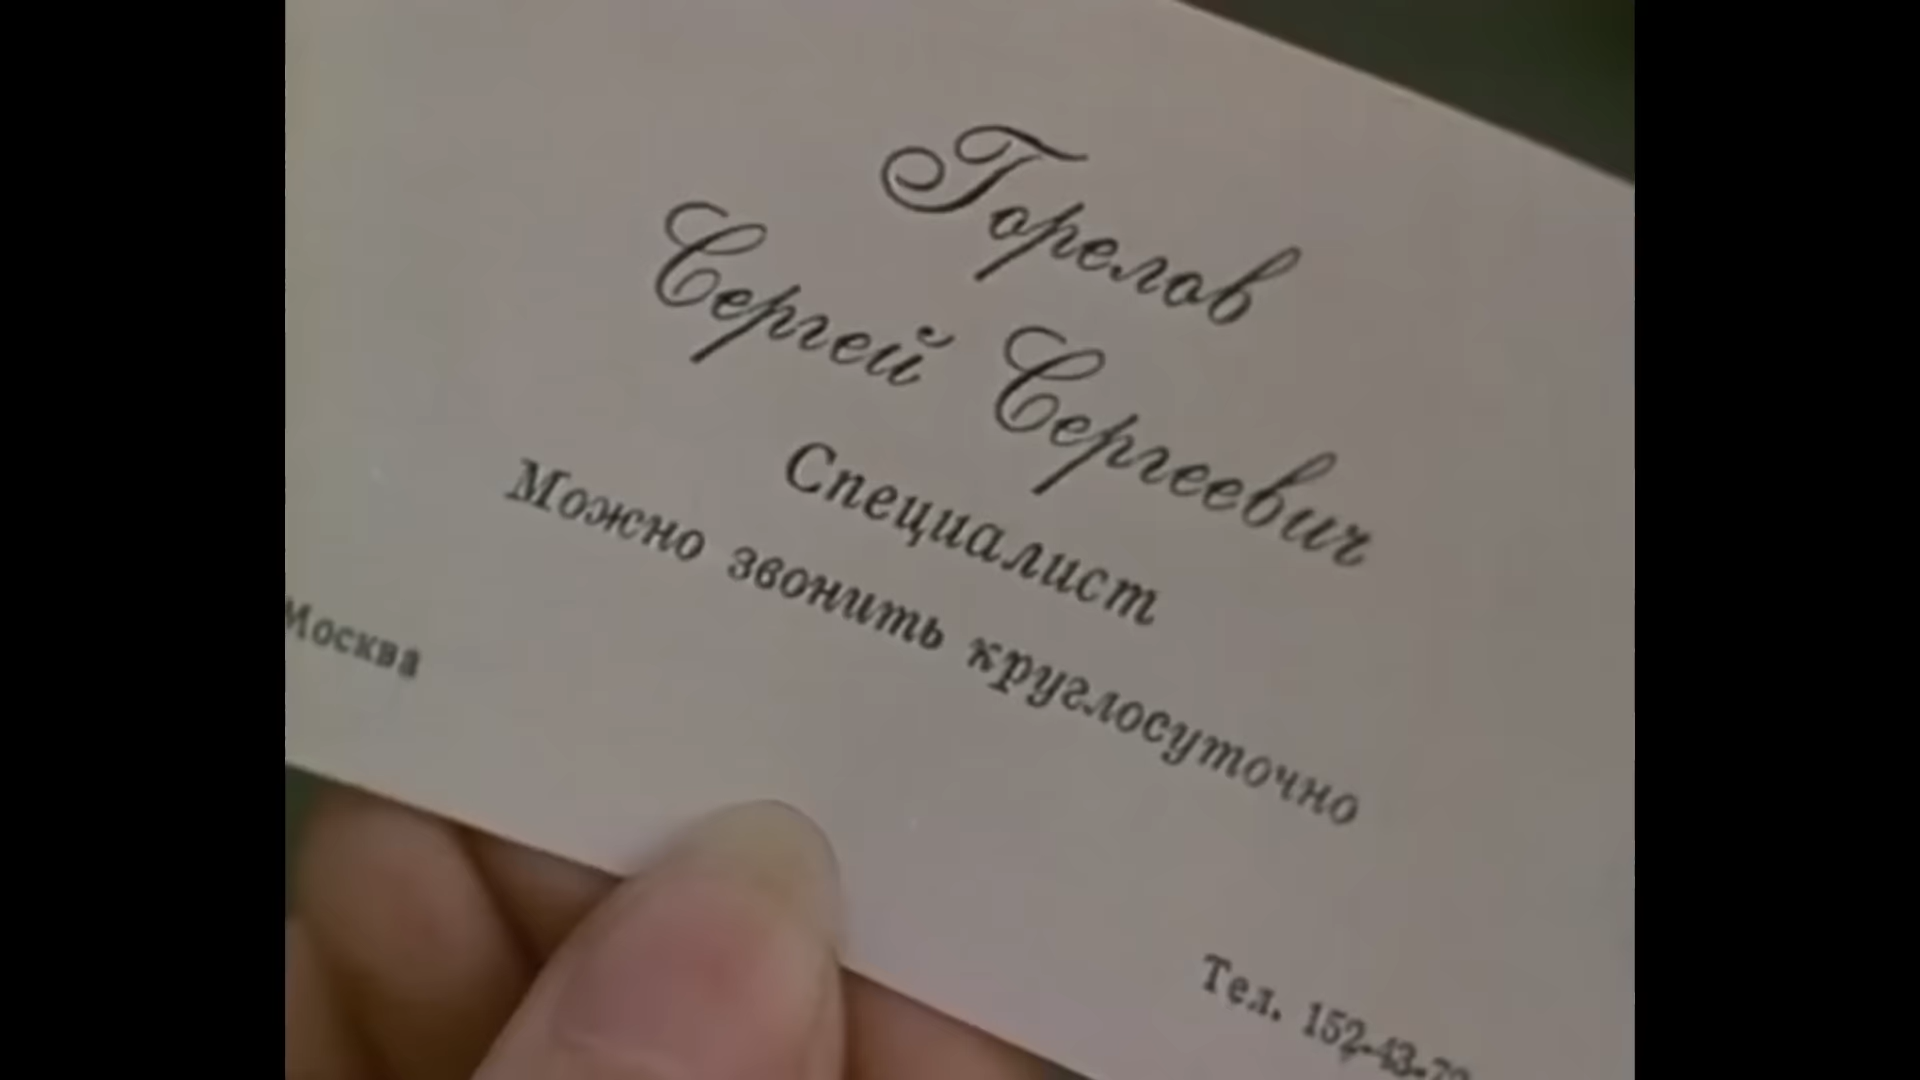 Горелов
Сергей Сергеевич
Специалист
Можно звонить круглосуточно
Москва
Тел. 152-43-